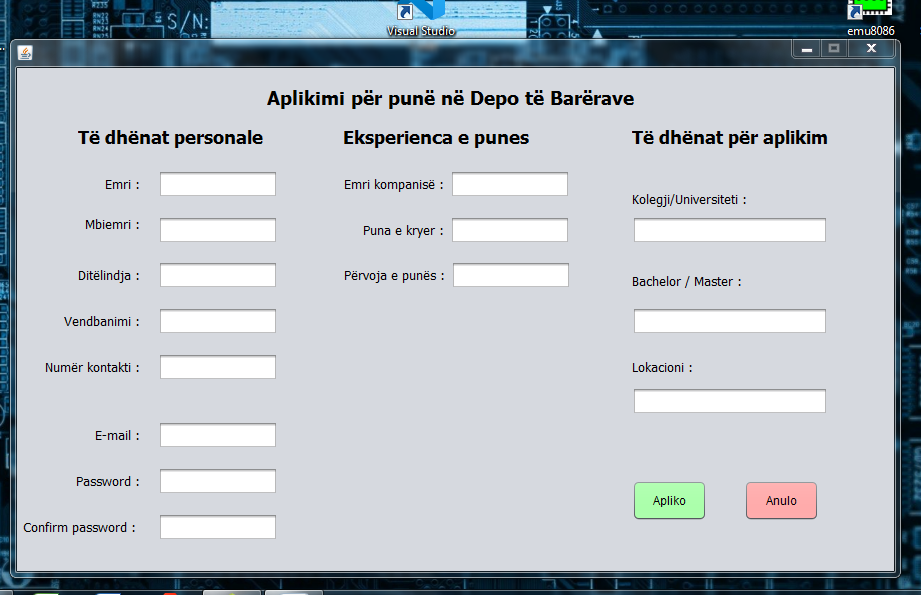 S/N:
Visual Studio
emu8086
Aplikimi për punë në Depo të Barërave
Të dhënat personale
Emri :
Mbiemri :
Ditëlindja :
Vendbanimi :
Numër kontakti :
E-mail :
Password :
Confirm password :
Eksperienca e punes
Emri kompanisë :
Puna e kryer :
Përvoja e punës :
Të dhënat për aplikim
Kolegji/Universiteti :
Bachelor / Master :
Lokacioni :
Apliko
Anulo